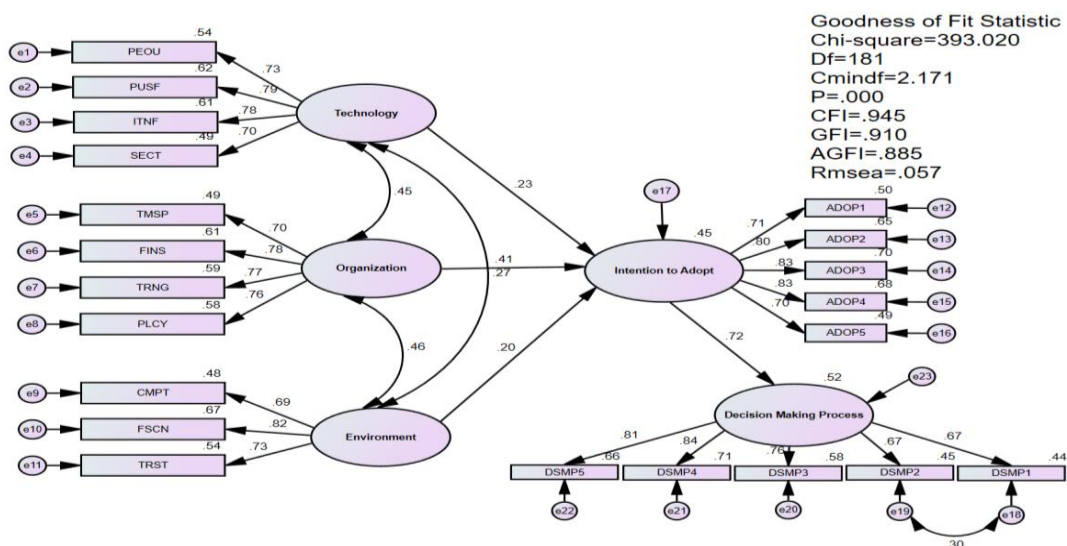 Goodness of Fit Statistic
Chi-square=393.020
Df=181
Cmindf=2.171
P=.000
CFI=.945
GFI=.910
AGFI=.885
Rmsea=.057
.54
e1 PEOU
.73
.62
e2 PUSF
.79
.61
e3 ITNF
.78
.49
e4 SECT
.70
Technology
.45
.23
.27
.49
e5 TMSP
.70
.61
e6 FINS
.78
.59
e7 TRNG
.77
.58
e8 PLCY
.76
Organization
.41
.46
.48
e9 CMPT
.69
.67
e10 FSCN
.82
.54
e11 TRST
.73
Environment
.20
e17
.45
Intention to Adopt
.71
.50
ADOP1 e12
.80
.65
ADOP2 e13
.83
.70
ADOP3 e14
.83
.68
ADOP4 e15
.70
.49
ADOP5 e16
.72
.52
e23
Decision Making Process
.81 .84 .76 .67 .67
.66 .71 .58 .45 .44
DSMP5 DSMP4 DSMP3 DSMP2 DSMP1
e22 e21 e20 e19 e18
.30